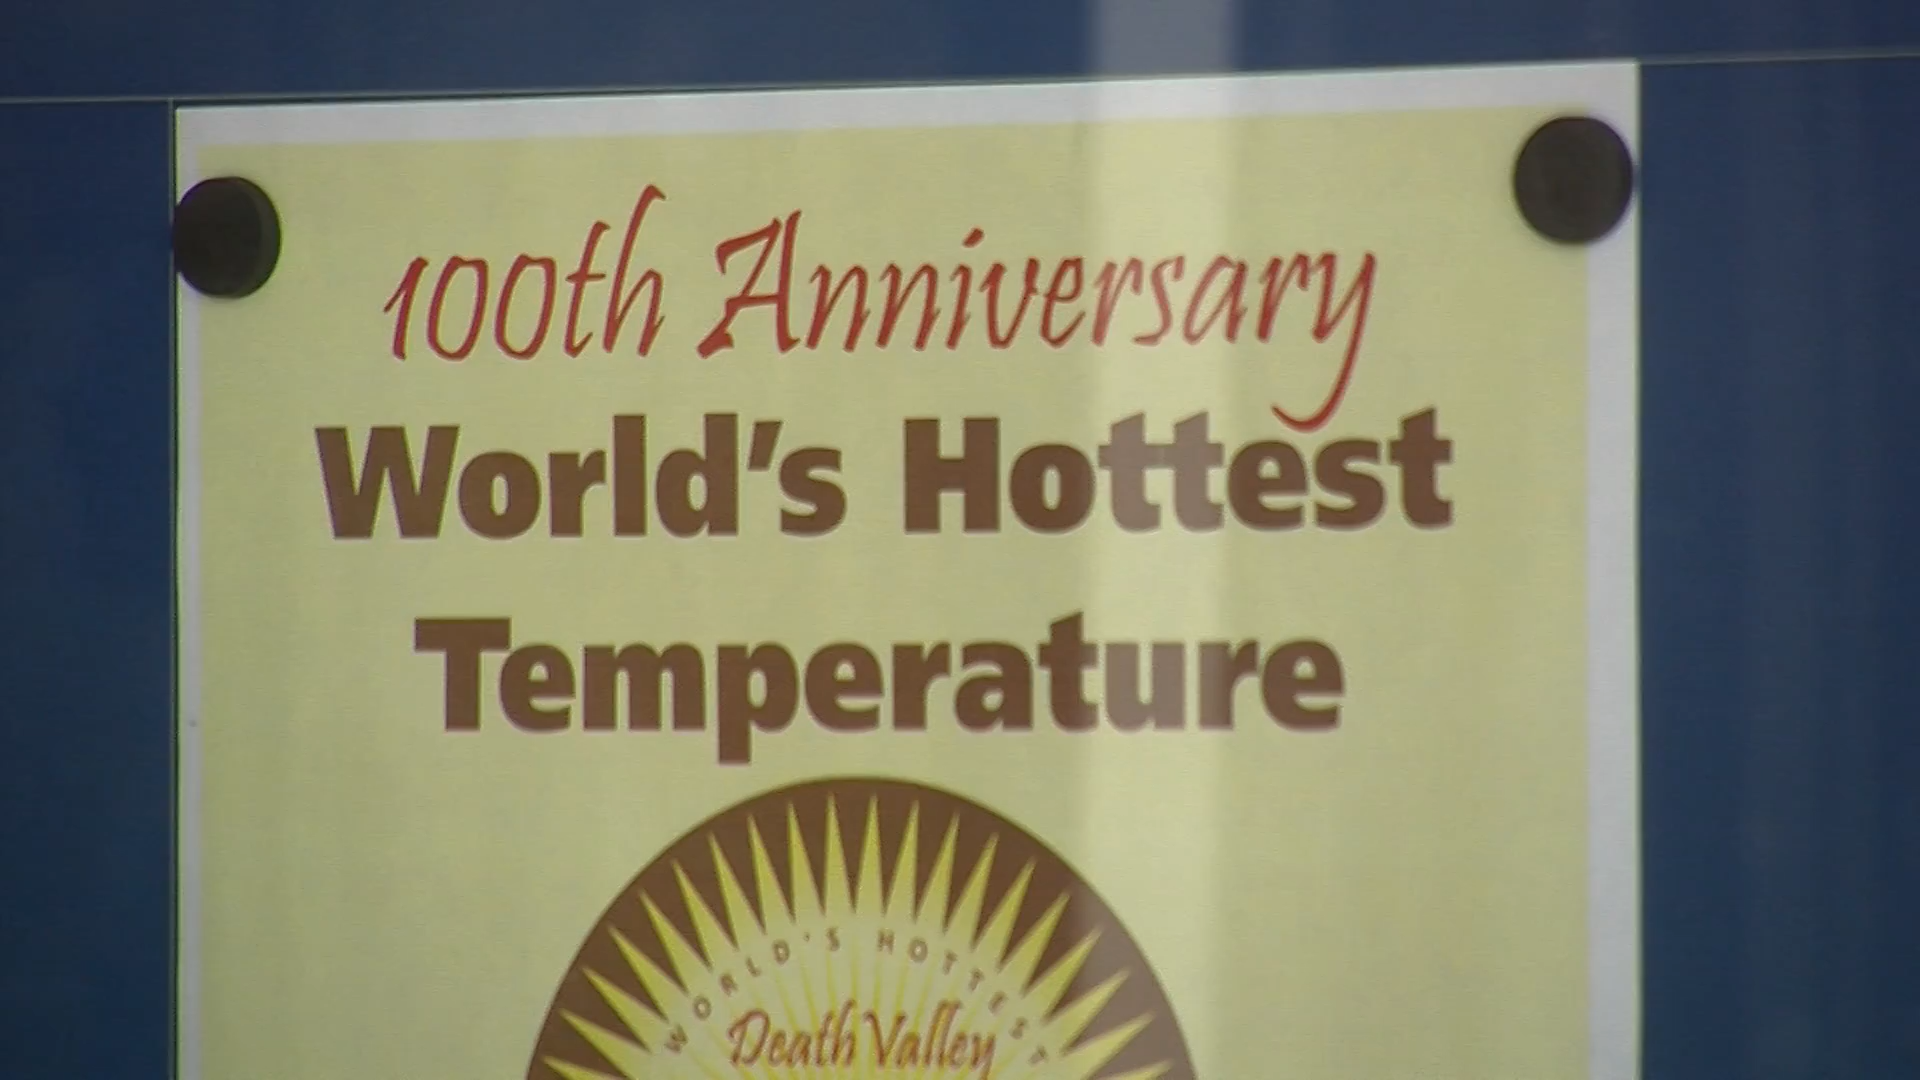 100th Anniversary
World's Hottest
Temperature
WORLD'S HOTTEST
Death Valley